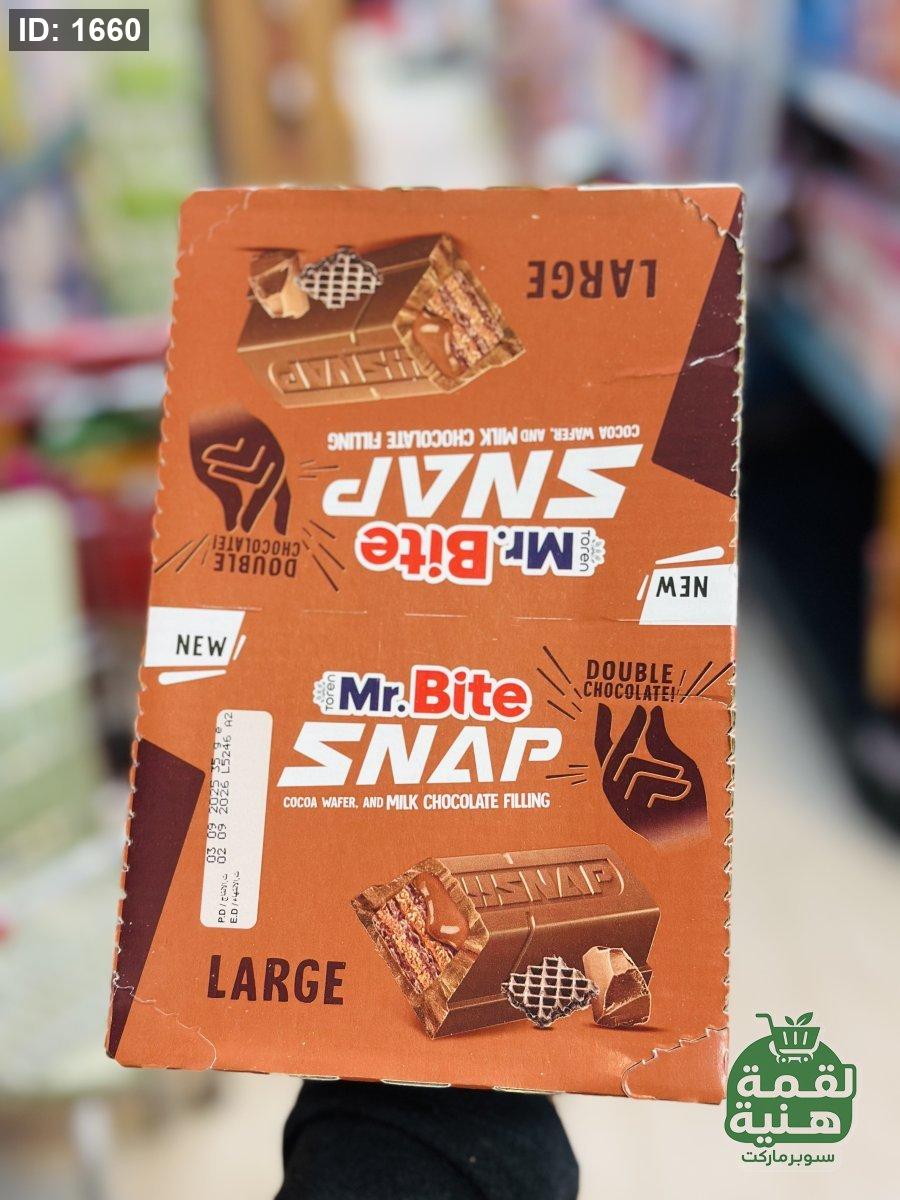 ID: 1660
LARGE
COCOA WAFER, AND MILK CHOCOLATE FILLING
SNAP
Mr. Bite
Toren
DOUBLE
CHOCOLATE!
NEW
NEW
Toren
Mr. Bite
SNAP
COCOA WAFER, AND MILK CHOCOLATE FILLING
DOUBLE
CHOCOLATE!
P.D /
03 09 2025 35.9 e
E.D /
02 09 2026 L5246 A2
SNAP
SNAP
LARGE
لقمة
هنية
سوبرماركت